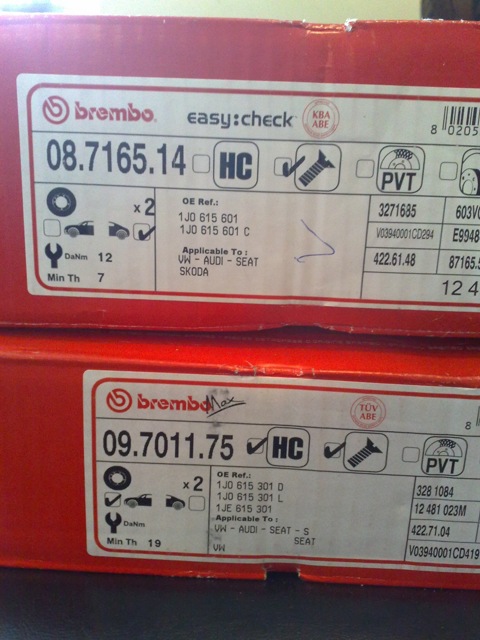 brembo. easy:check KBA ABE 8 0205
08.7165.14 HC PVT
x2
OE Ref.:
1J0 615 601
1J0 615 601 C
Applicable To :
VW - AUDI - SEAT
SKODA
DaNm 12
Min Th 7
3271685 603V
V03940001CD294 E9948
422.61.48 87165.
12 4
brembo Max TÜV ABE 8
09.7011.75 HC PVT
x2
OE Ref.:
1J0 615 301 D
1J0 615 301 L
1JE 615 301
Applicable To :
VW - AUDI - SEAT - S
VW SEAT
DaNm
Min Th 19
328 1084
12 481 023M
422.71.04
V03940001CD419